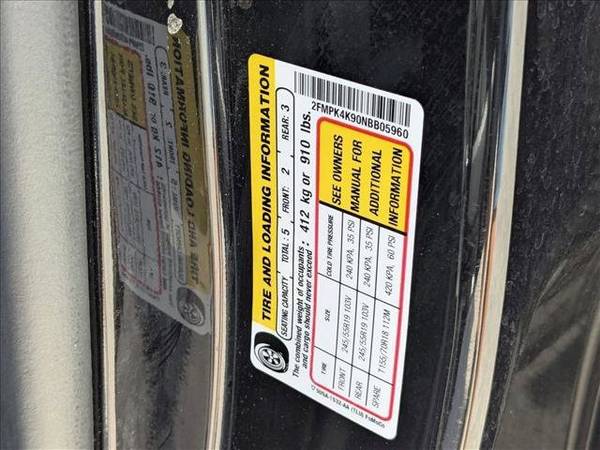 TIRE AND LOADING INFORMATION
SEATING CAPACITY TOTAL: 5 FRONT: 2 REAR: 3
The combined weight of occupants and cargo should never exceed: 412 kg or 910 lbs.
2FMPK4K90NBB05960
TIRE SIZE COLD TIRE PRESSURE
FRONT 245/55R19 103V 240 KPA, 35 PSI
REAR 245/55R19 103V 240 KPA, 35 PSI
SPARE T155/70R18 112M 420 KPA, 60 PSI
SEE OWNERS
MANUAL FOR
ADDITIONAL
INFORMATION